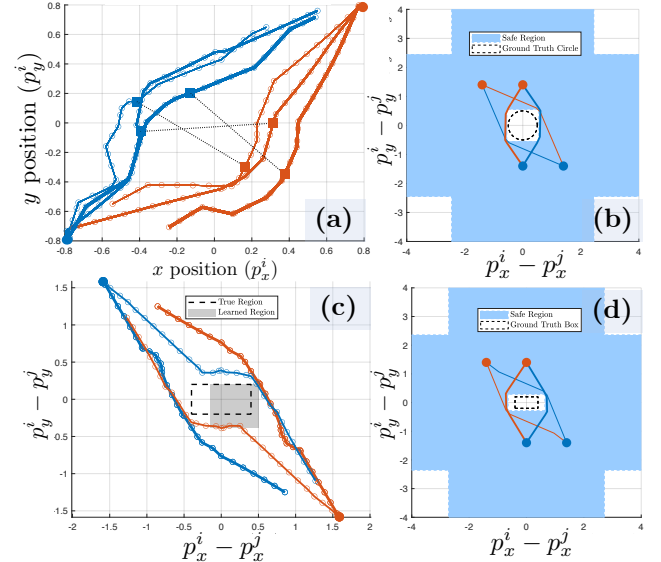 y position (p_y^i)
0.8
0.6
0.4
0.2
0
-0.2
-0.4
-0.6
-0.8
-0.8 -0.6 -0.4 -0.2 0 0.2 0.4 0.6 0.8
x position (p_x^i)
(a)
p_y^i − p_y^j
4
3
2
1
0
-1
-2
-3
-4
-4 -2 0 2 4
p_x^i − p_x^j
Safe Region
Ground Truth Circle
(b)
p_y^i − p_y^j
1.5
1
0.5
0
-0.5
-1
-1.5
-2 -1.5 -1 -0.5 0 0.5 1 1.5 2
p_x^i − p_x^j
True Region
Learned Region
(c)
p_y^i − p_y^j
4
3
2
1
0
-1
-2
-3
-4
-4 -2 0 2 4
p_x^i − p_x^j
Safe Region
Ground Truth Box
(d)